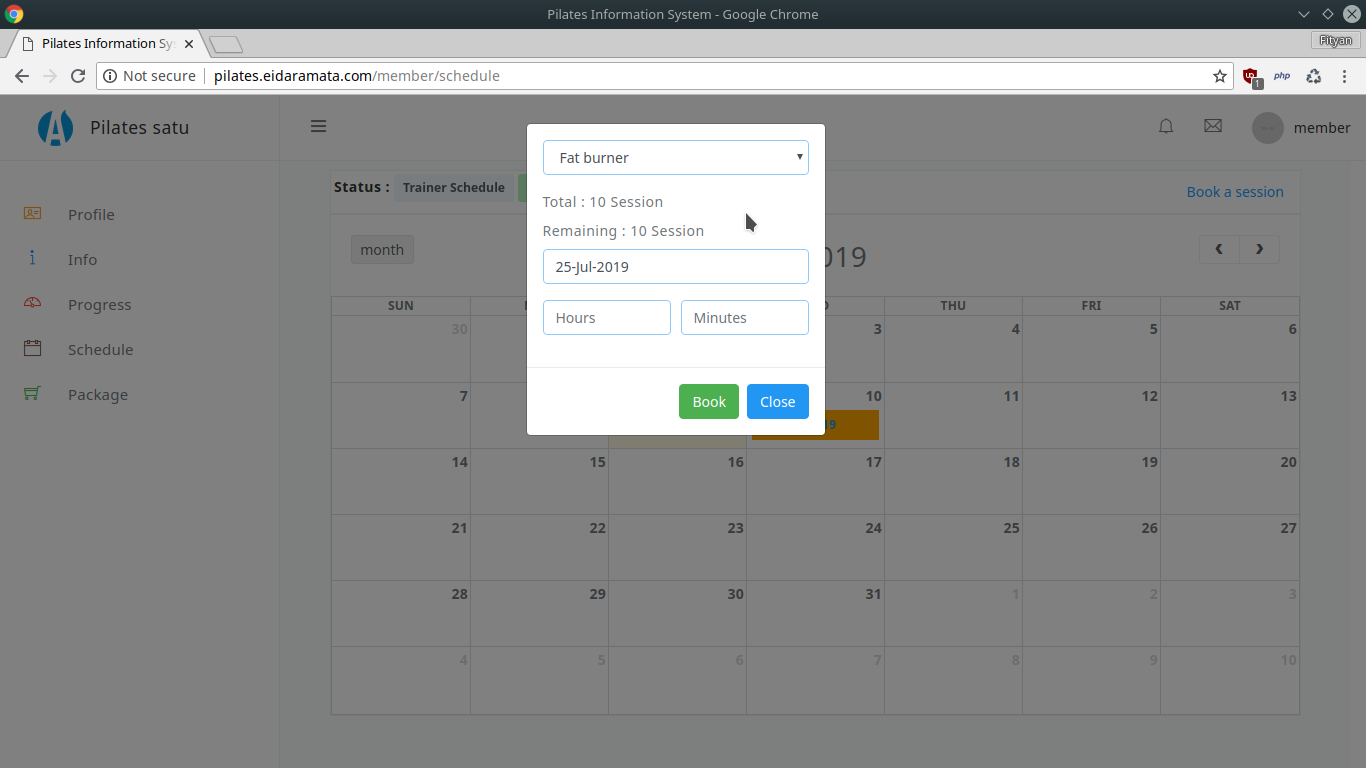 Pilates Information System - Google Chrome
Pilates Information Sy
Fityan
Not secure
pilates.eidaramata.com/member/schedule
1
php
Pilates satu
member
Profile
Info
Progress
Schedule
Package
Status : Trainer Schedule
Book a session
month
019
SUN THU FRI SAT
30 3 4 5 6
7 10 11 12 13
9
14 15 16 17 18 19 20
21 22 23 24 25 26 27
28 29 30 31 1 2 3
4 5 6 7 8 9 10
Fat burner
Total : 10 Session
Remaining : 10 Session
25-Jul-2019
Hours Minutes
Book Close